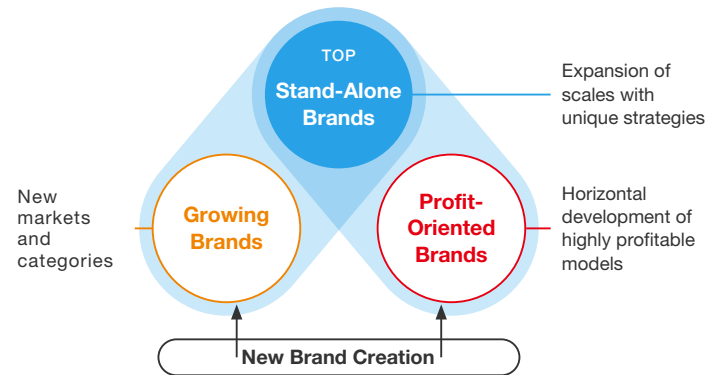 TOP
Stand-Alone
Brands
Expansion of
scales with
unique strategies
New
markets
and
categories
Growing
Brands
Profit-
Oriented
Brands
Horizontal
development of
highly profitable
models
New Brand Creation